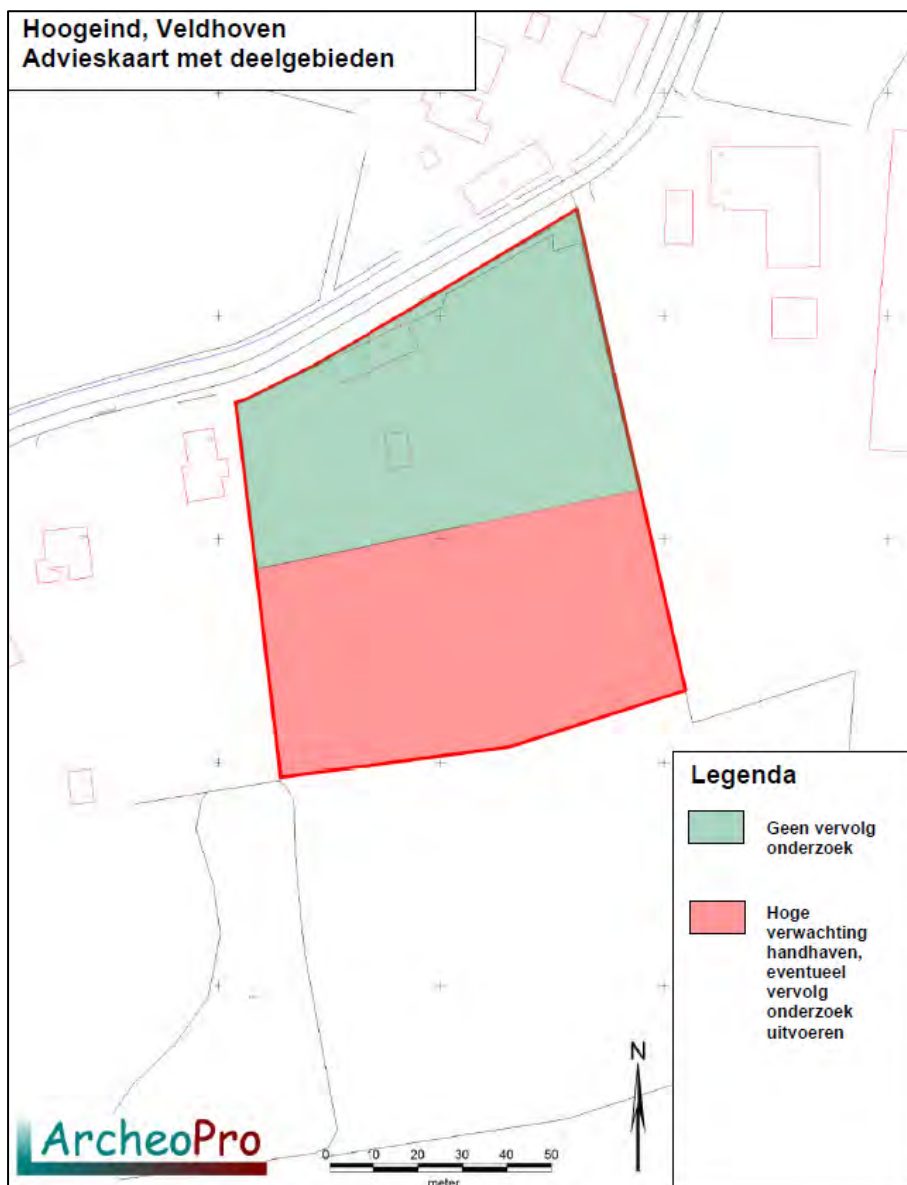 Hoogeind, Veldhoven
Advieskaart met deelgebieden
Legenda
Geen vervolg
onderzoek
Hoge
verwachting
handhaven,
eventueel
vervolg
onderzoek
uitvoeren
N
ArcheoPro
0 10 20 30 40 50
meter